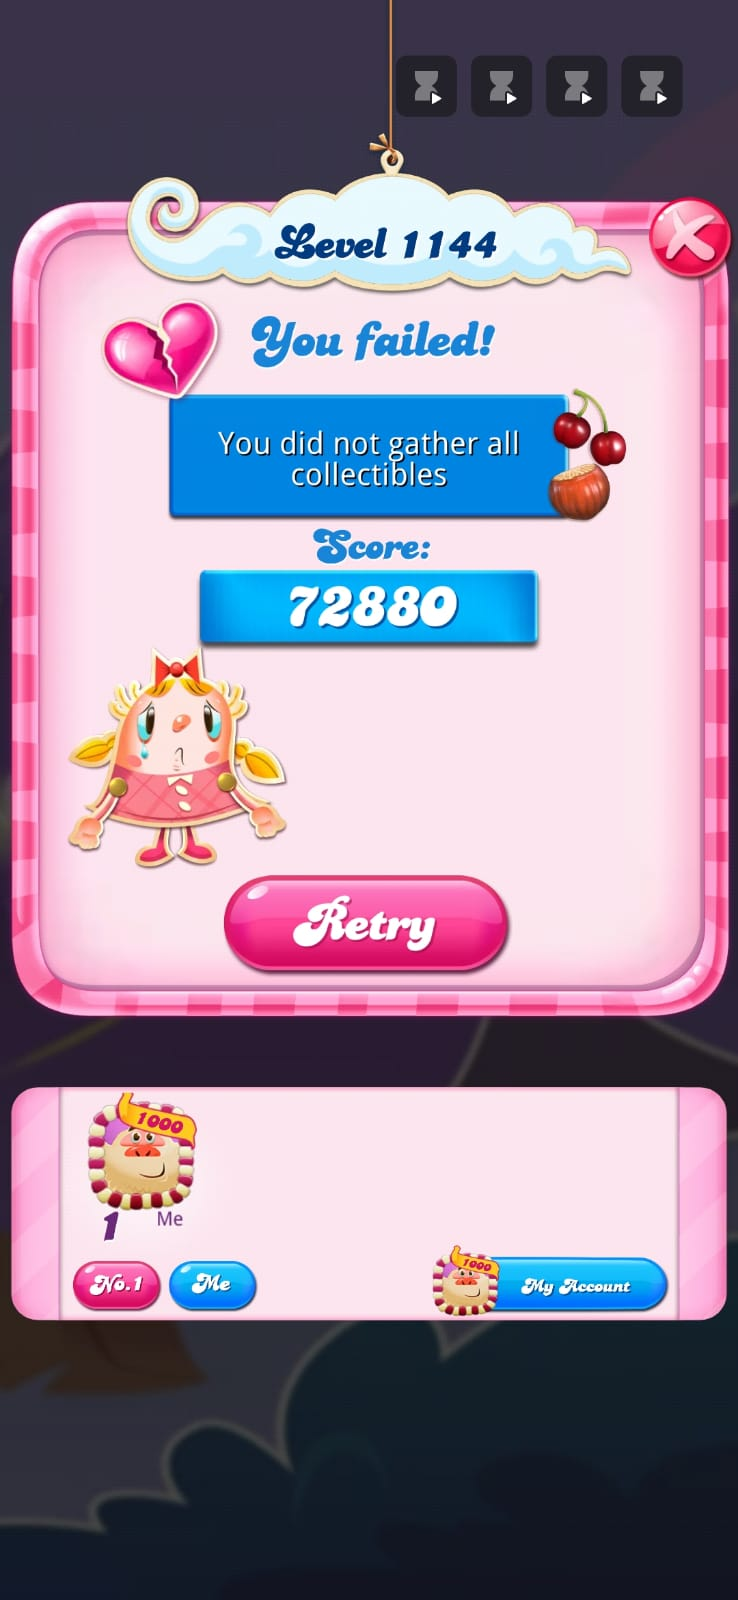 Level 1144
You failed!
You did not gather all
collectibles
Score:
72880
Retry
1000
1
Me
No.1
Me
1000
My Account